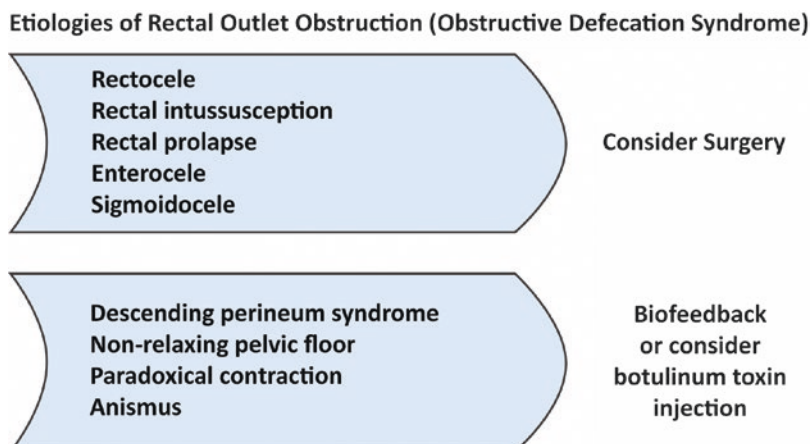 Etiologies of Rectal Outlet Obstruction (Obstructive Defecation Syndrome)
Rectocele
Rectal intussusception
Rectal prolapse
Enterocele
Sigmoidocele
Consider Surgery
Descending perineum syndrome
Non-relaxing pelvic floor
Paradoxical contraction
Anismus
Biofeedback
or consider
botulinum toxin
injection